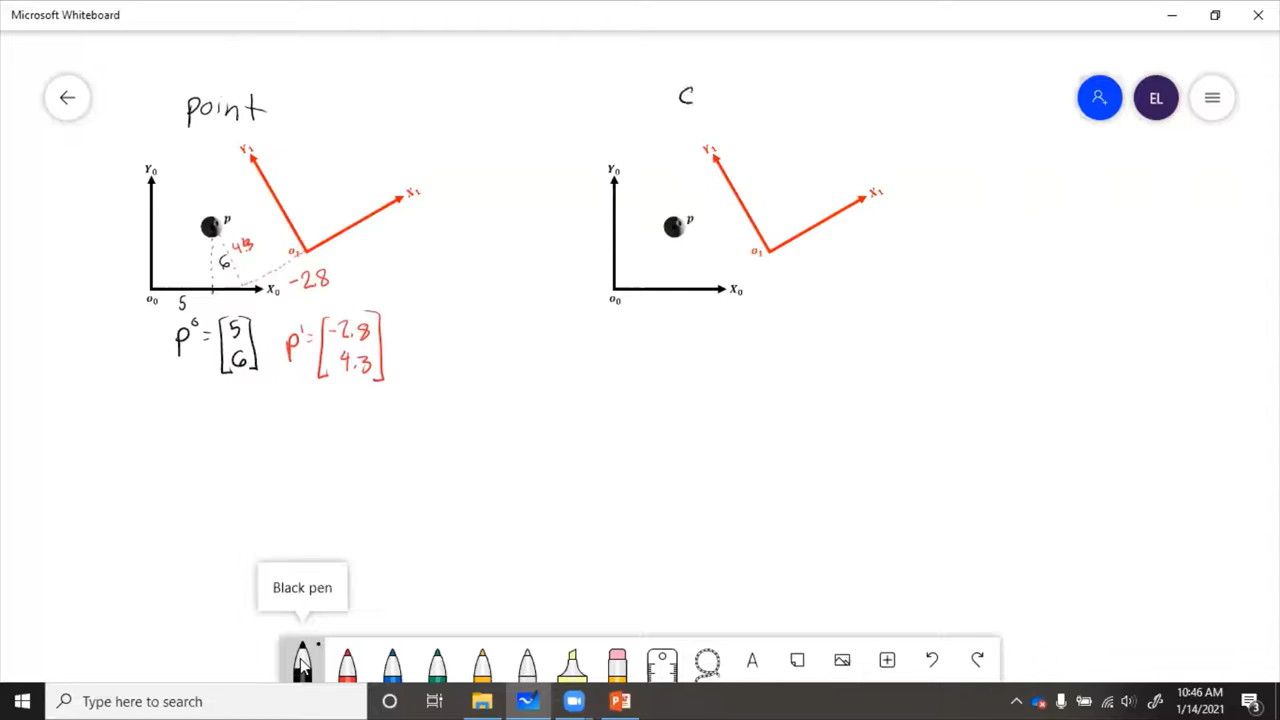 Microsoft Whiteboard
point
C
EL
Y₁
Y₁
Y₀
X₁
Y₀
X₁
p
p
4.3
6
o₁
o₁
-2.8
X₀
X₀
o₀
5
o₀
p⁰ = [5 6]
p¹ = [-2.8 4.3]
Black pen
A
Type here to search
10:46 AM
1/14/2021
3